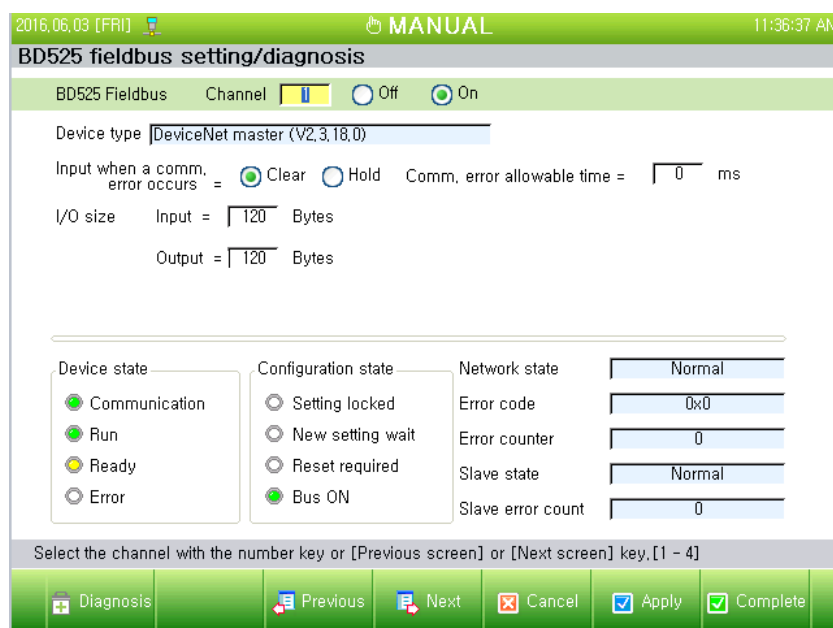 2016,06,03 [FRI] MANUAL 11:36:37 AM
BD525 fieldbus setting/diagnosis
BD525 Fieldbus Channel 1 Off On
Device type DeviceNet master (V2,3,18,0)
Input when a comm,
error occurs = Clear Hold Comm, error allowable time = 0 ms
I/O size Input = 120 Bytes
Output = 120 Bytes
Device state Configuration state Network state Normal
Communication Setting locked Error code 0x0
Run New setting wait Error counter 0
Ready Reset required Slave state Normal
Error Bus ON Slave error count 0
Select the channel with the number key or [Previous screen] or [Next screen] key,[1 - 4]
Diagnosis Previous Next Cancel Apply Complete